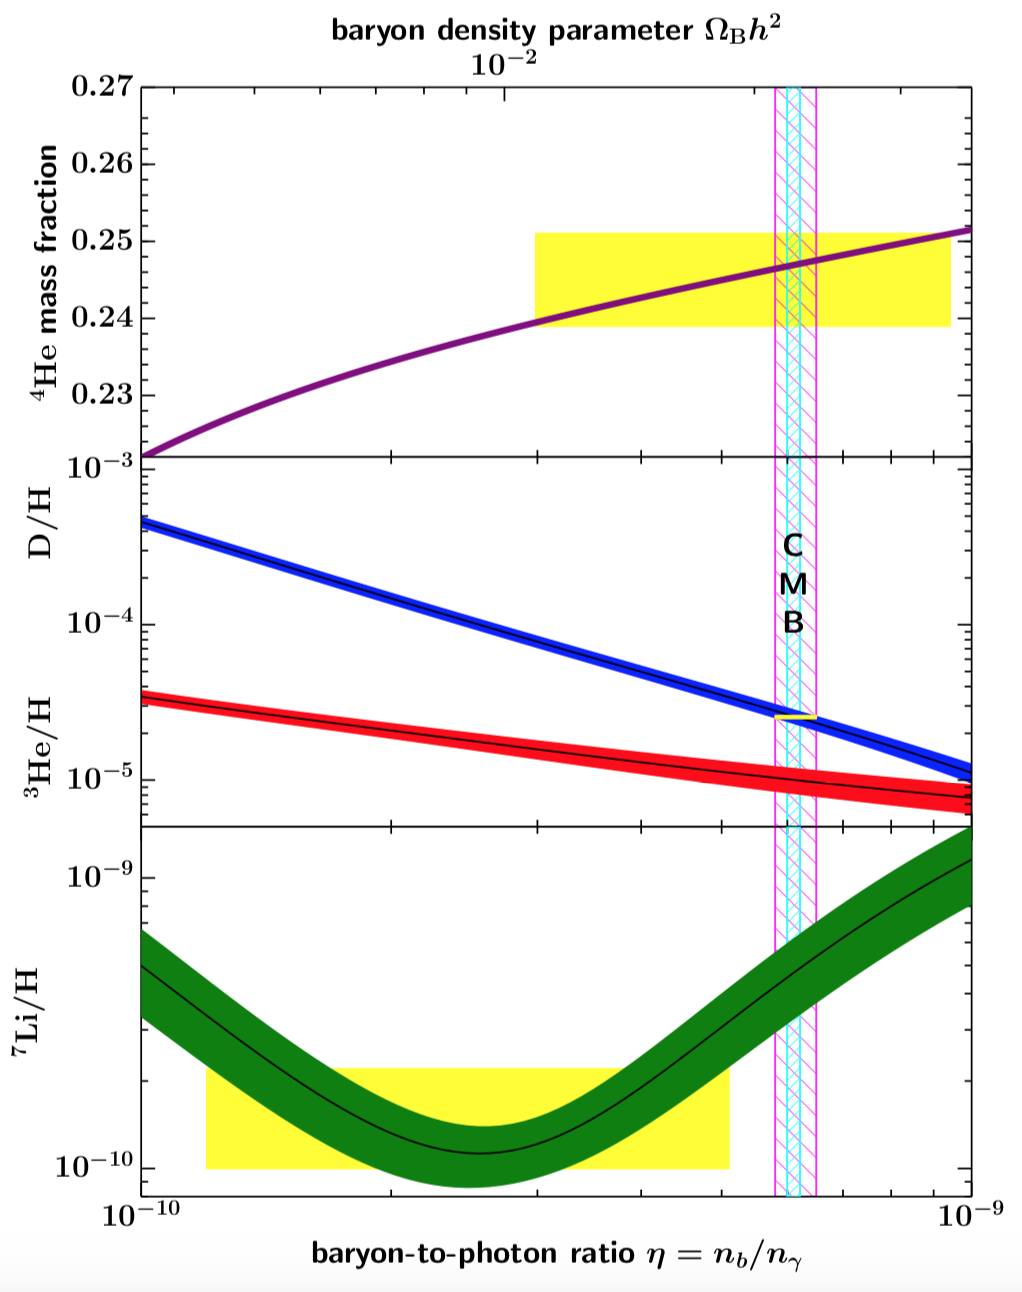 baryon density parameter Ω_B h²
10⁻²
0.27
0.26
0.25
0.24
0.23
⁴He mass fraction
10⁻³
D/H
10⁻⁴
³He/H
10⁻⁵
C
M
B
10⁻⁹
⁷Li/H
10⁻¹⁰
10⁻¹⁰ 10⁻⁹
baryon-to-photon ratio η = n_b/n_γ